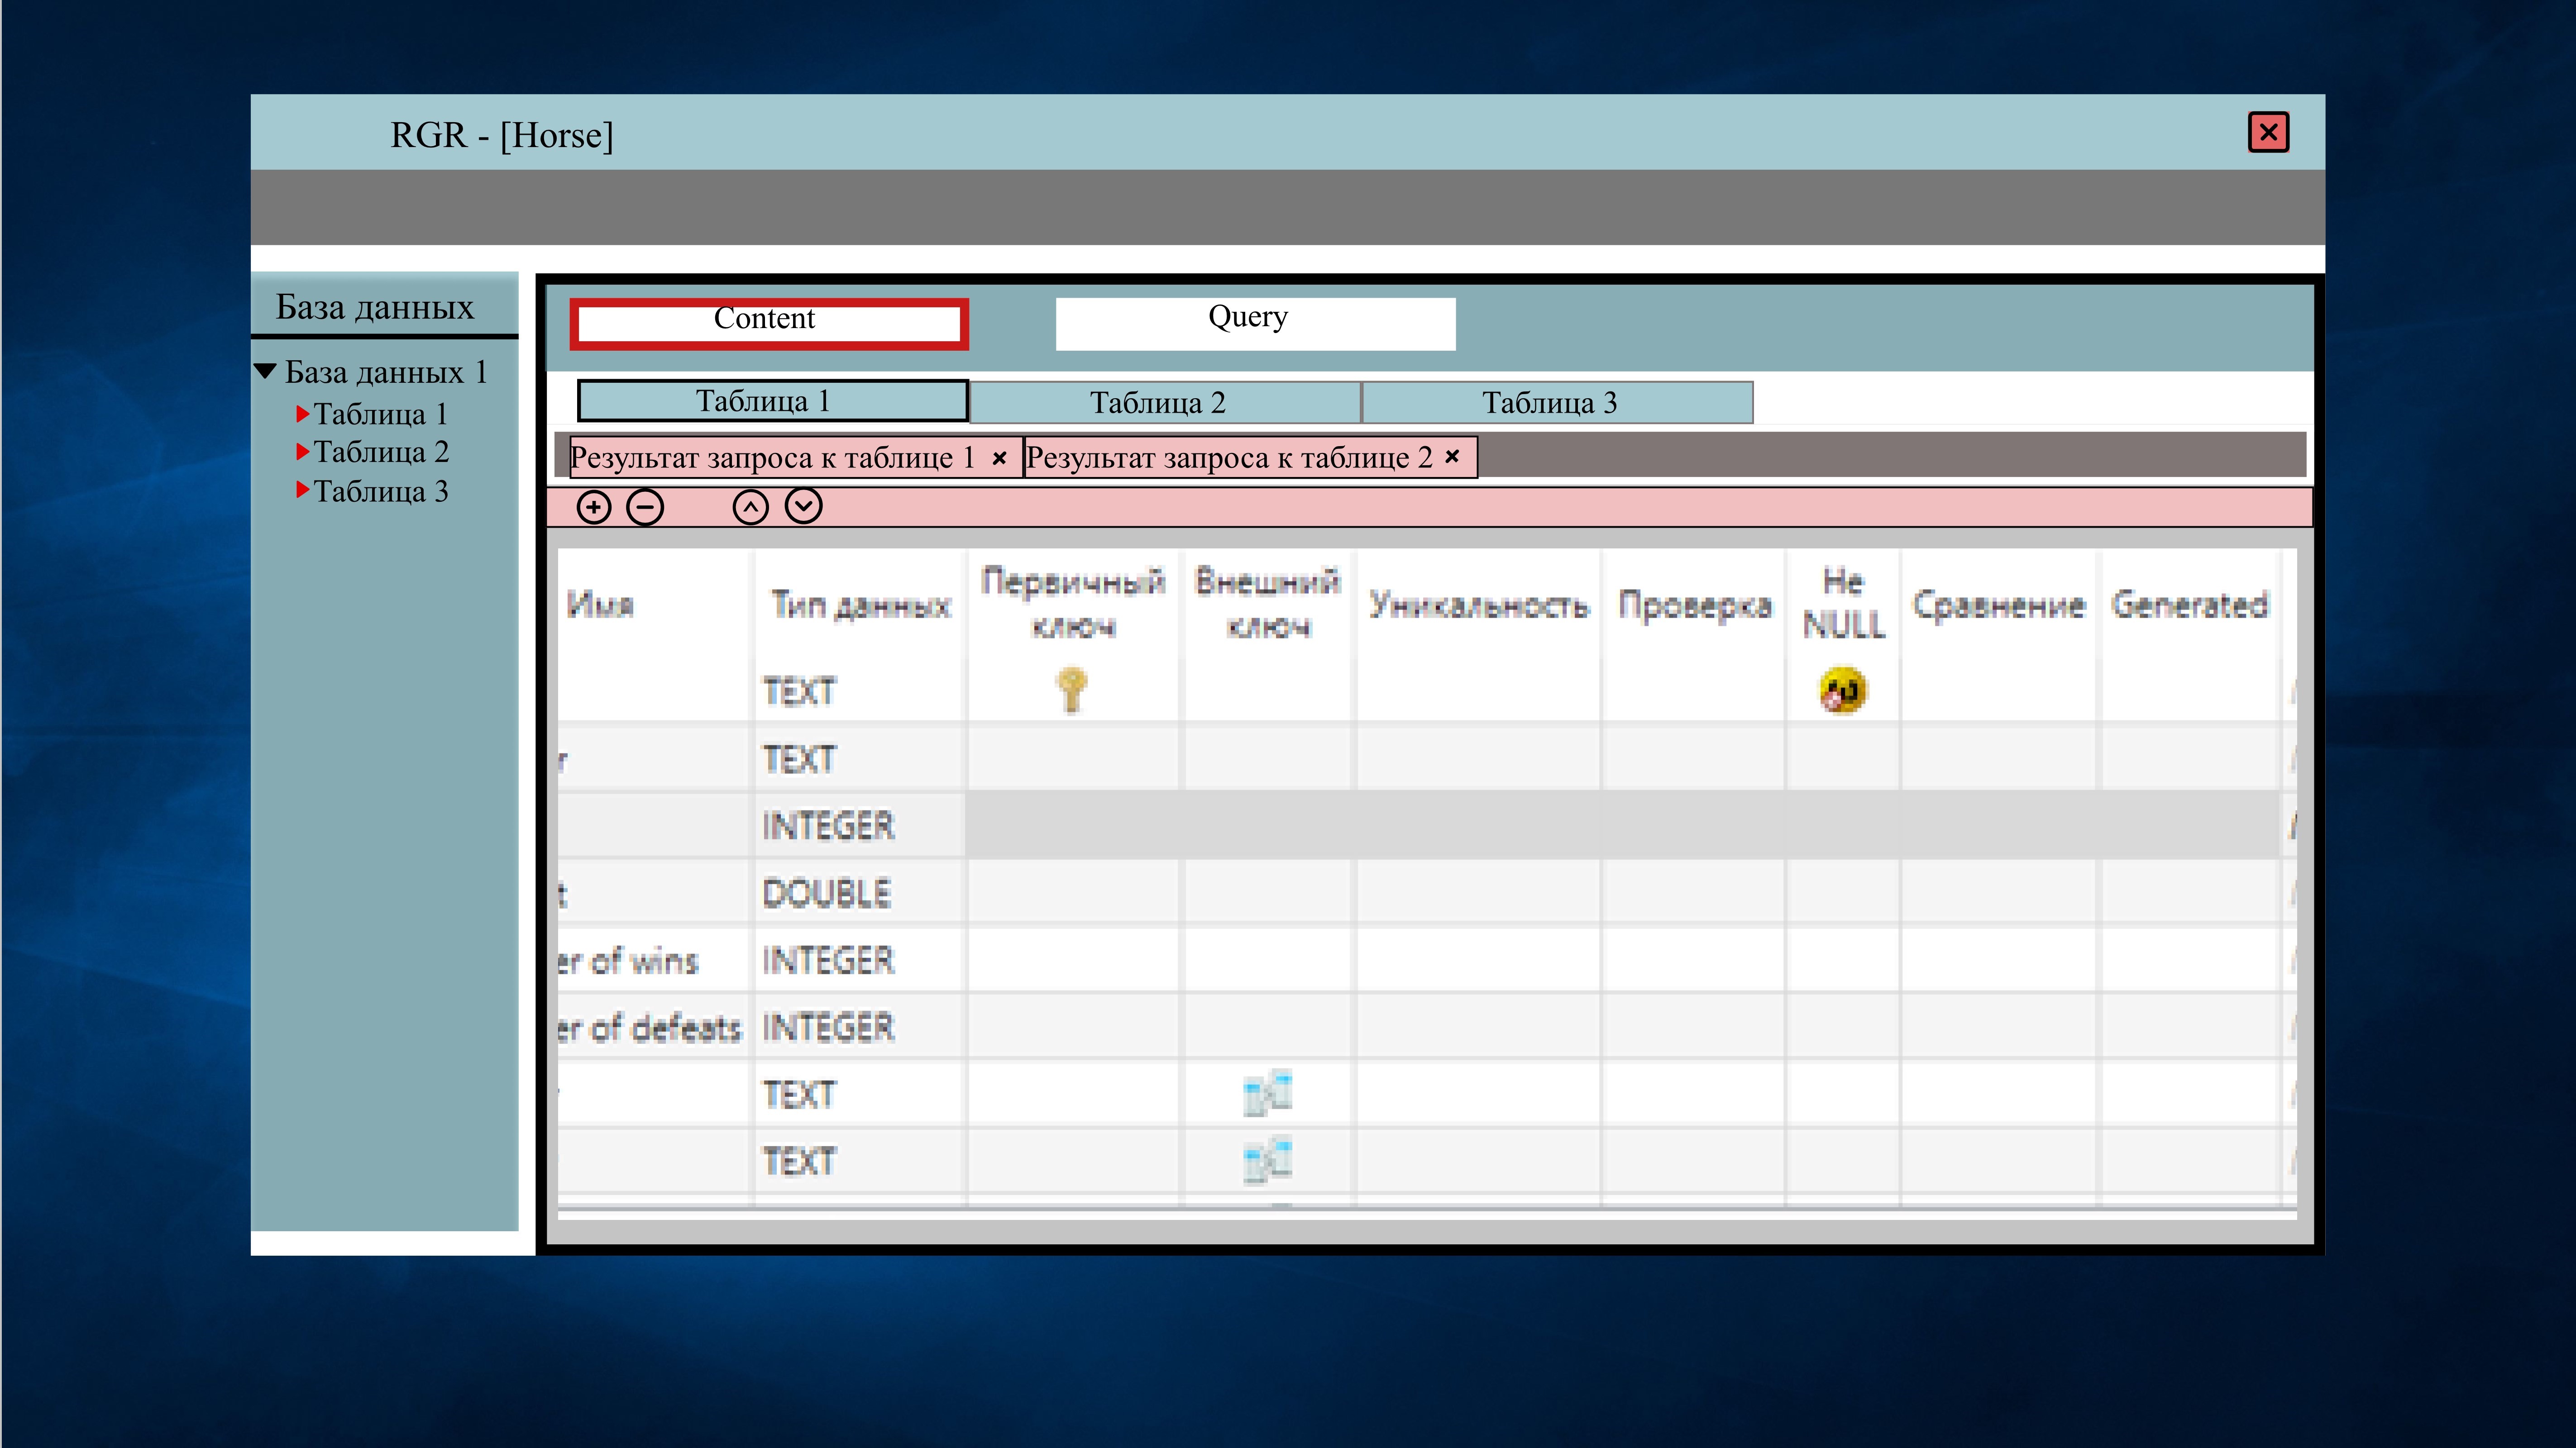 RGR - [Horse]
База данных
База данных 1
Таблица 1
Таблица 2
Таблица 3
Content
Query
Таблица 1
Таблица 2
Таблица 3
Результат запроса к таблице 1
Результат запроса к таблице 2
Имя
Тип данных
Первичный ключ
Внешний ключ
Уникальность
Проверка
Не NULL
Сравнение
Generated
TEXT
r TEXT
INTEGER
t DOUBLE
er of wins INTEGER
er of defeats INTEGER
TEXT
TEXT